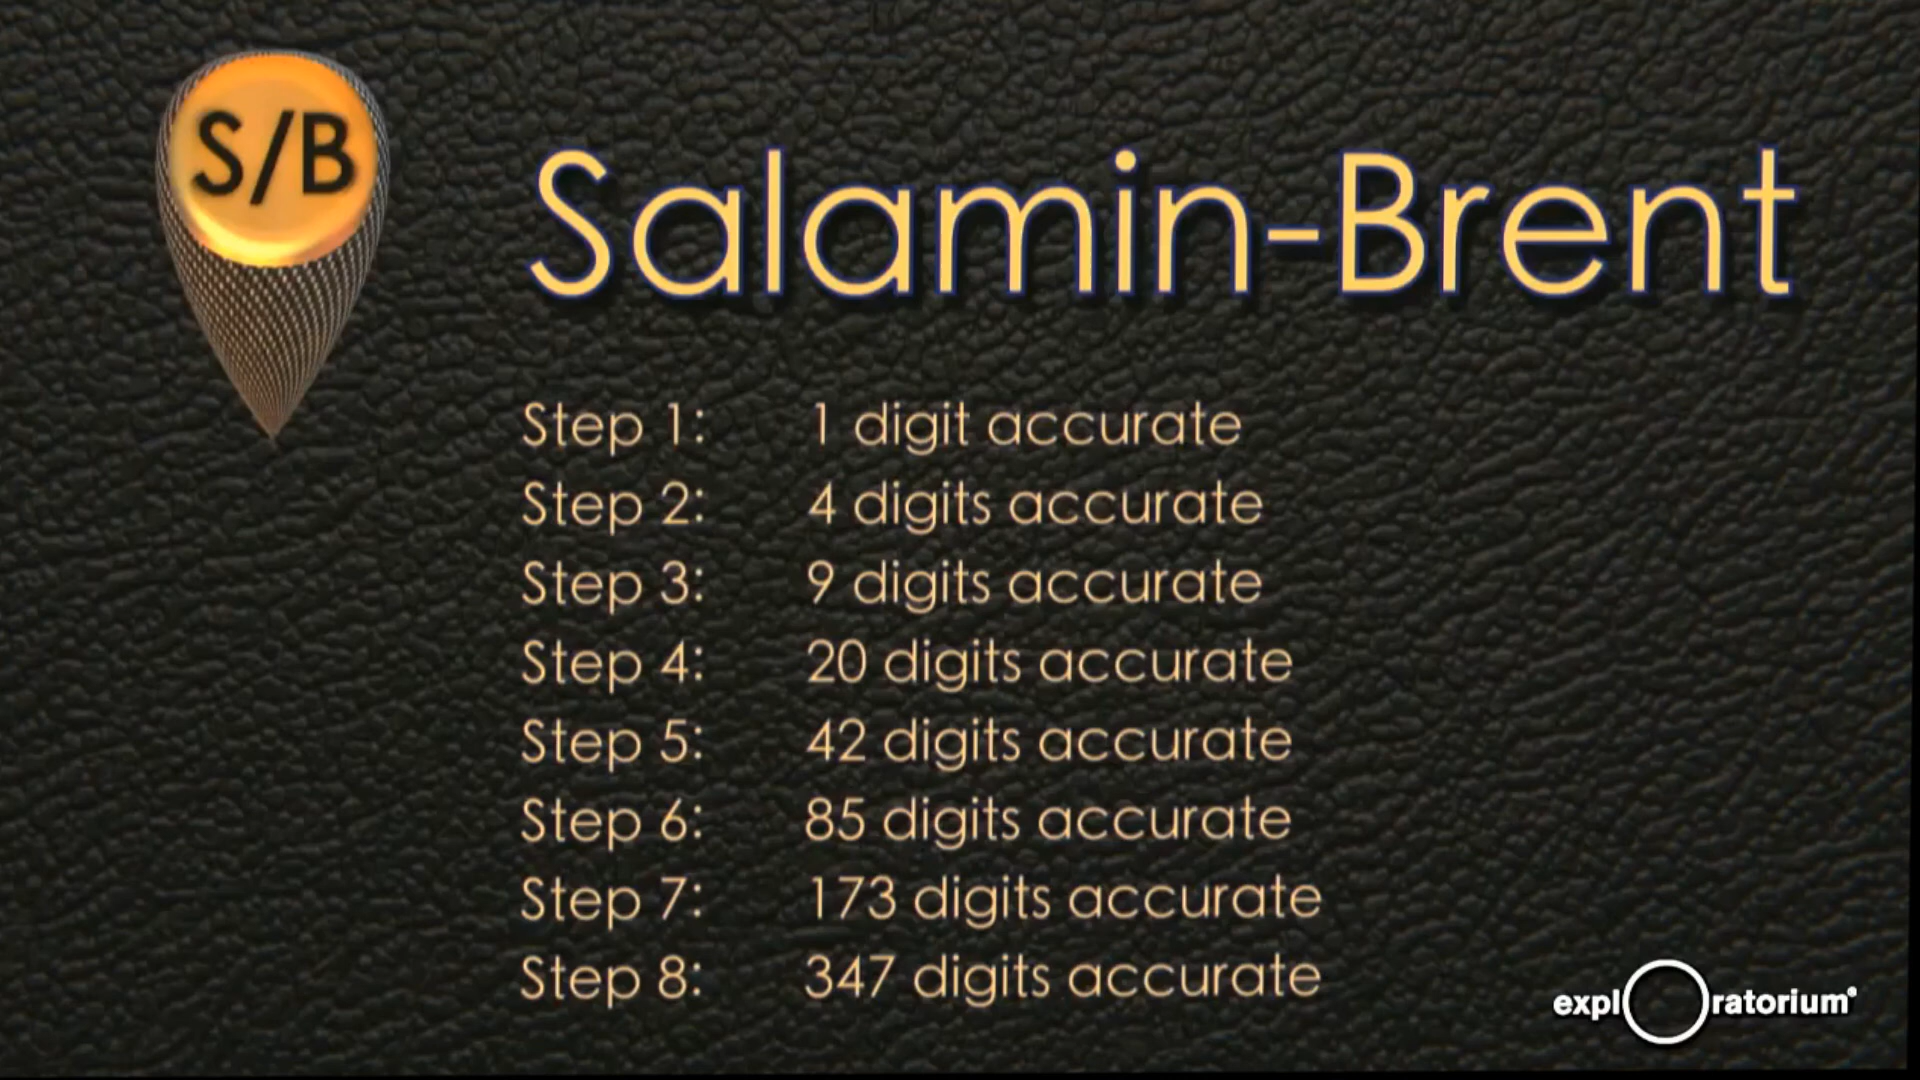 S/B
Salamin-Brent
Step 1: 1 digit accurate
Step 2: 4 digits accurate
Step 3: 9 digits accurate
Step 4: 20 digits accurate
Step 5: 42 digits accurate
Step 6: 85 digits accurate
Step 7: 173 digits accurate
Step 8: 347 digits accurate
explOratorium®